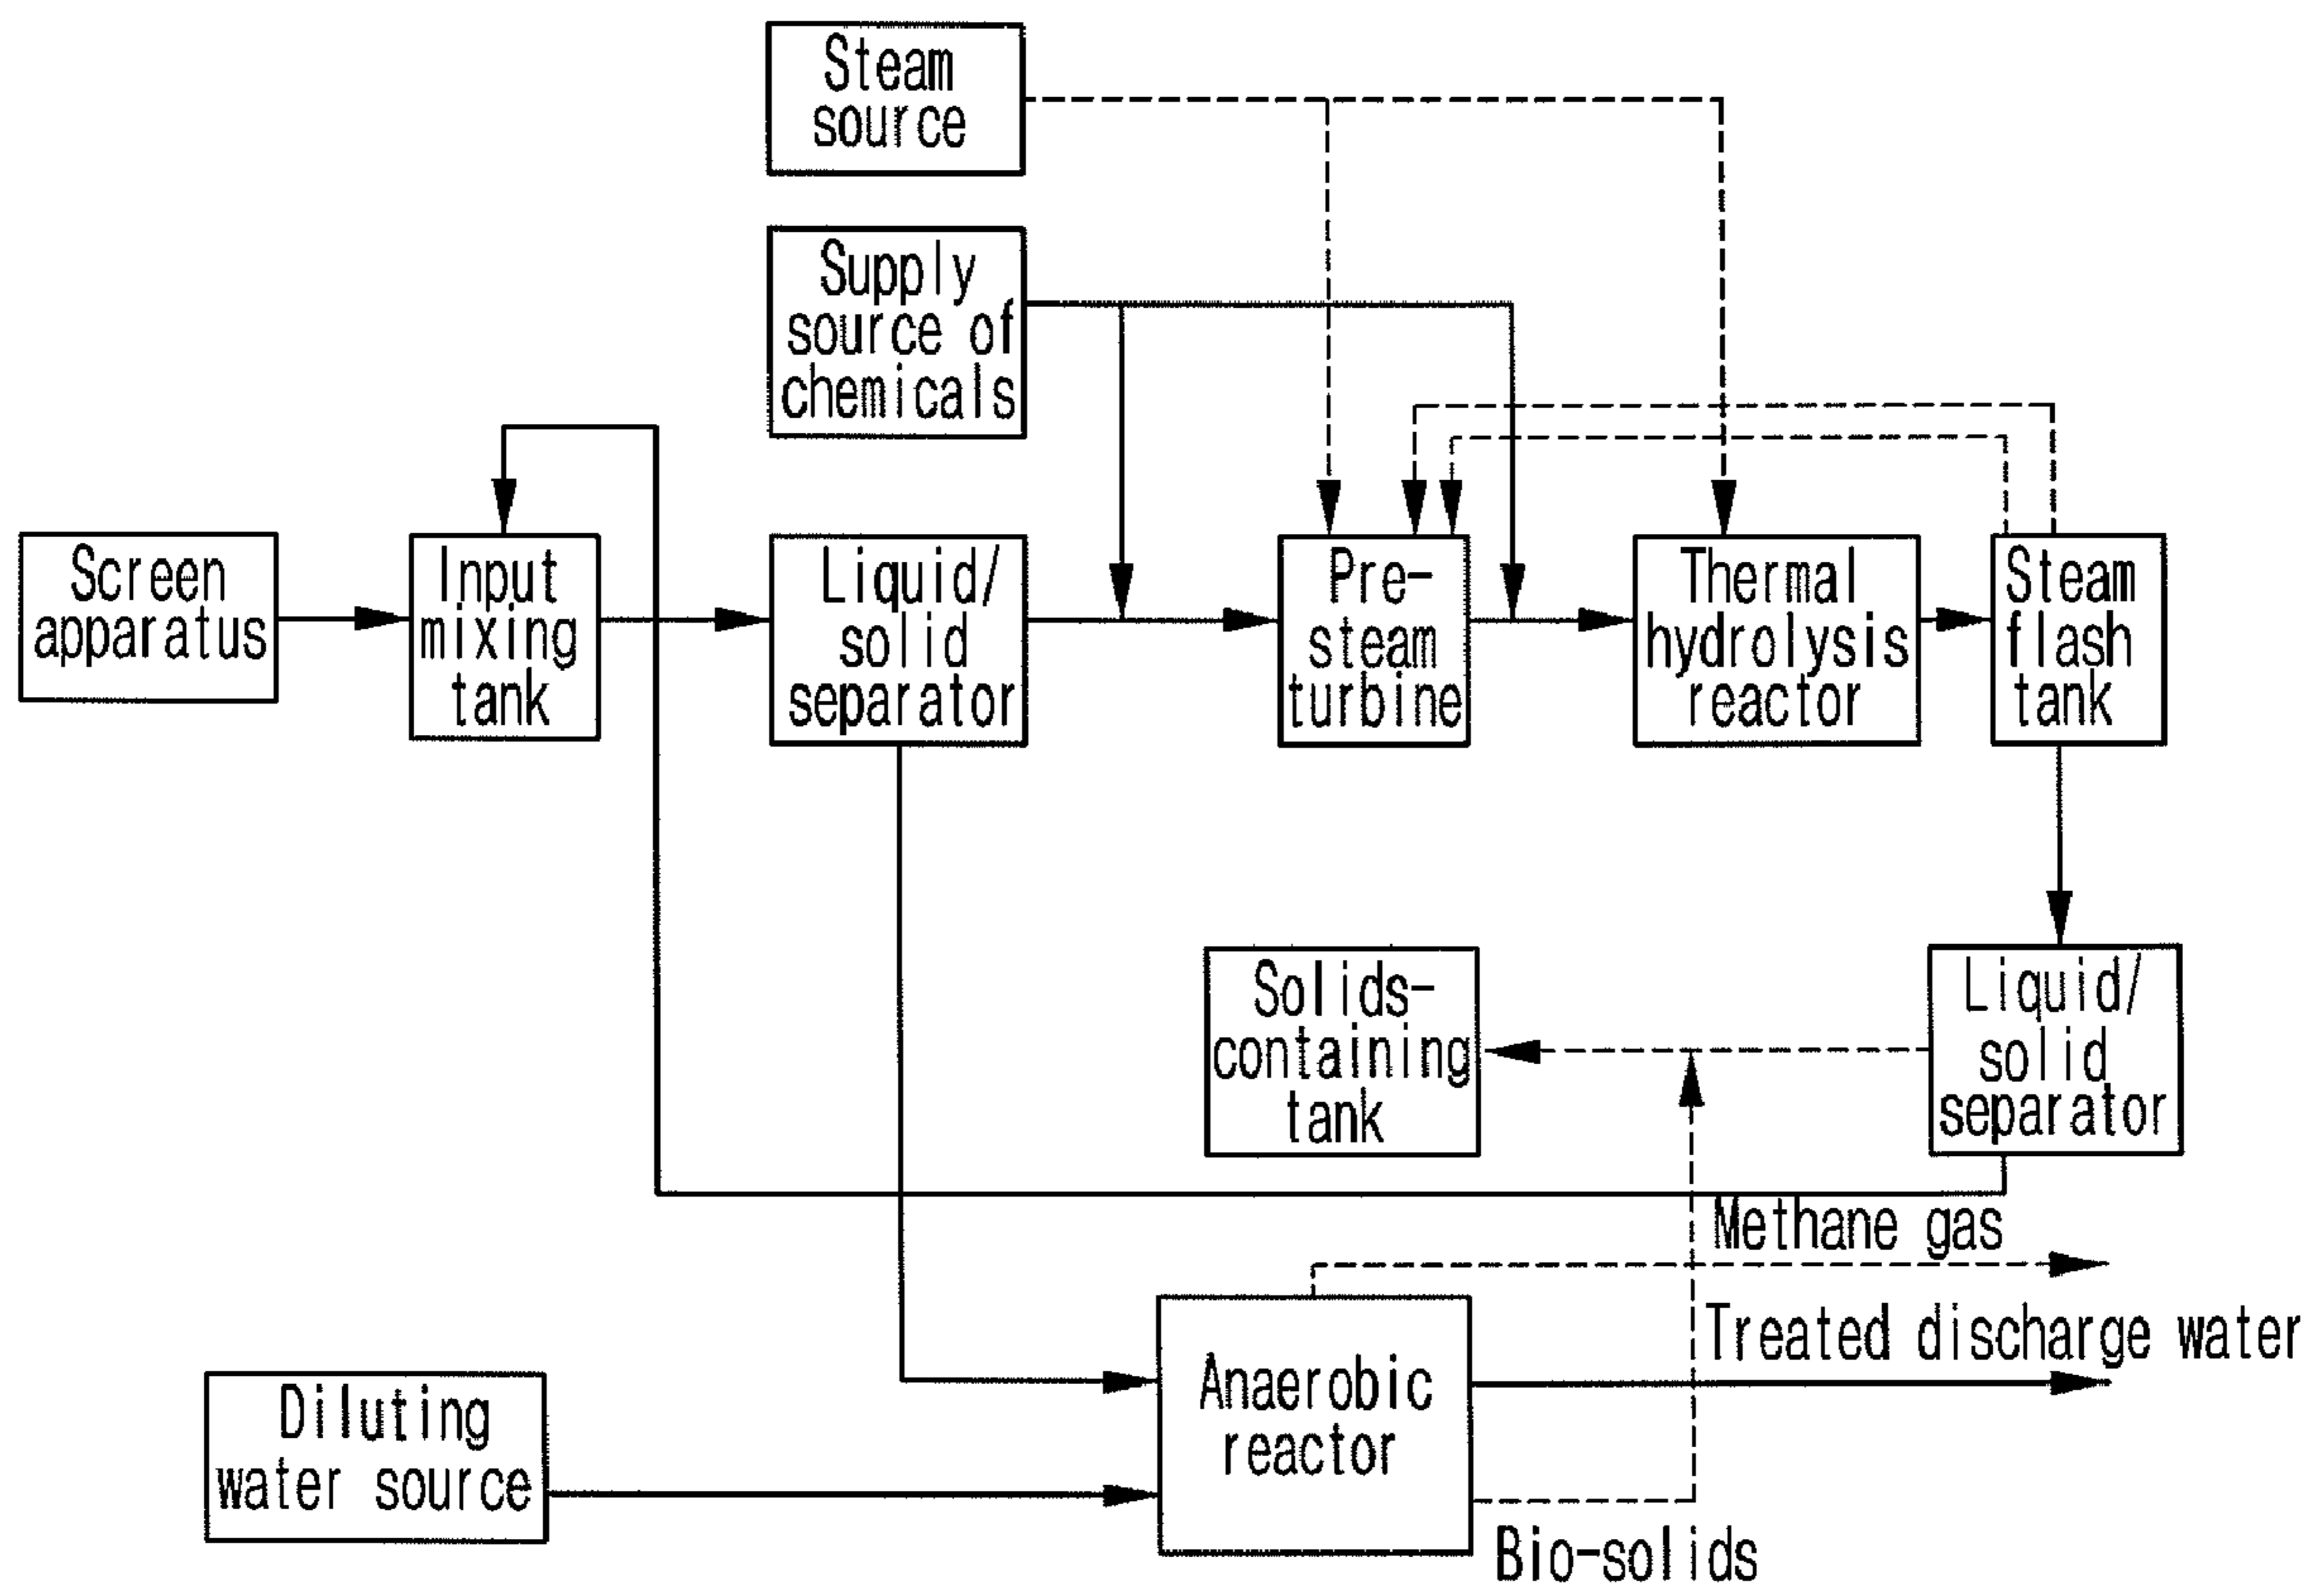 Steam
source
Supply
source of
chemicals
Screen
apparatus
Input
mixing
tank
Liquid/
solid
separator
Pre-
steam
turbine
Thermal
hydrolysis
reactor
Steam
flash
tank
Solids-
containing
tank
Liquid/
solid
separator
Methane gas
Treated discharge water
Anaerobic
reactor
Diluting
water source
Bio-solids